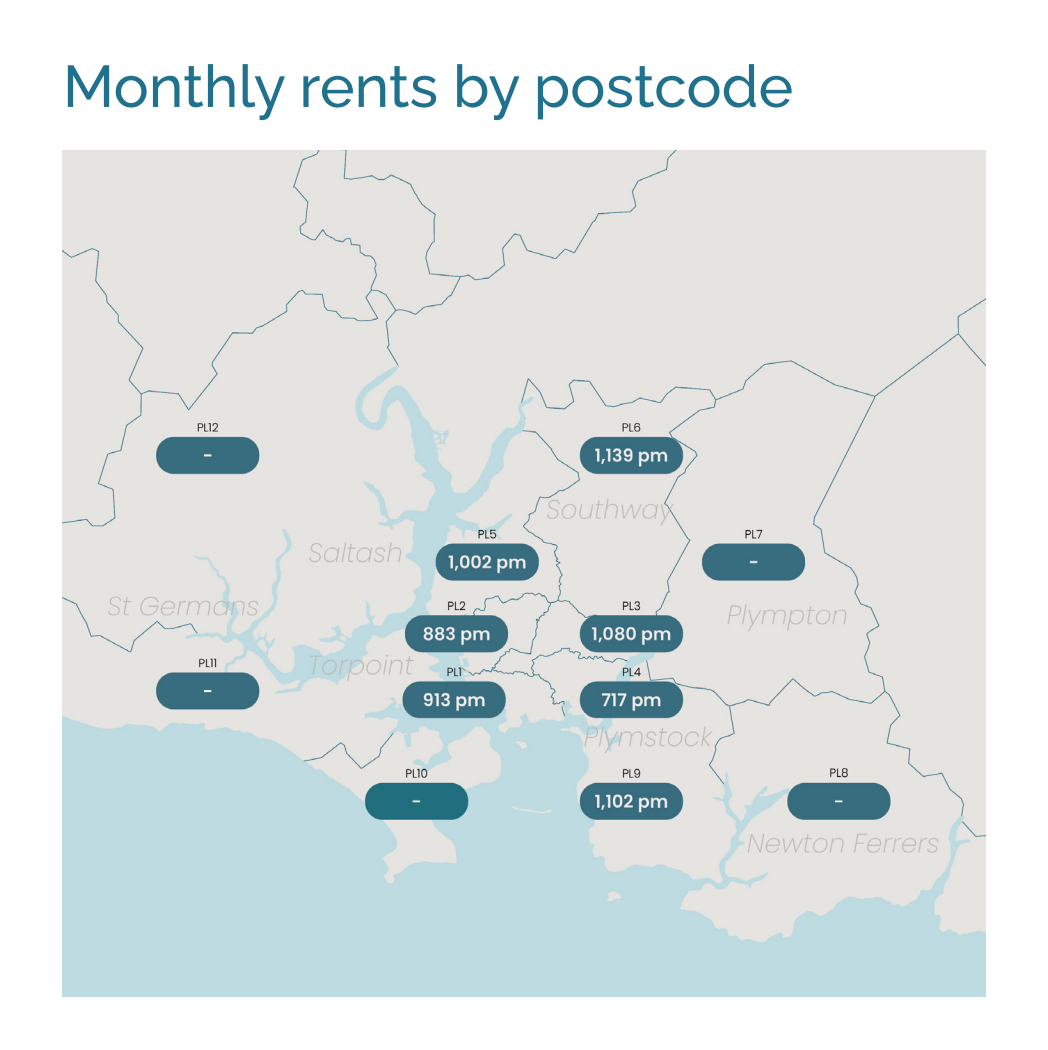 Monthly rents by postcode
PL12
-
PL6
1,139 pm
Southway
PL5
1,002 pm
PL7
-
Saltash
St Germans
PL2
883 pm
PL3
1,080 pm
Plympton
PL11
-
Torpoint
PL1
913 pm
PL4
717 pm
Plymstock
PL10
-
PL9
1,102 pm
PL8
-
Newton Ferrers